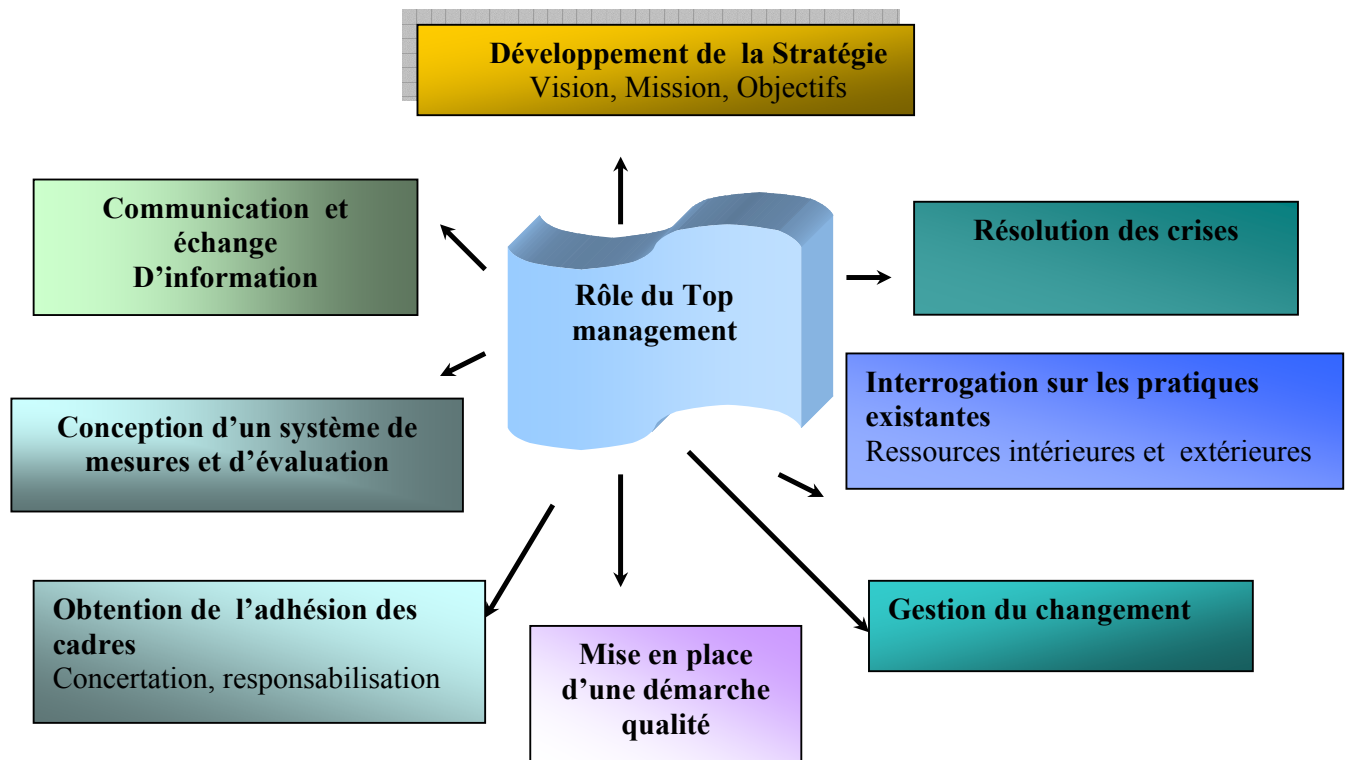 Développement de la Stratégie
Vision, Mission, Objectifs
Communication et
échange
D’information
Rôle du Top
management
Résolution des crises
Interrogation sur les pratiques
existantes
Ressources intérieures et extérieures
Conception d’un système de
mesures et d’évaluation
Obtention de l’adhésion des
cadres
Concertation, responsabilisation
Mise en place
d’une démarche
qualité
Gestion du changement